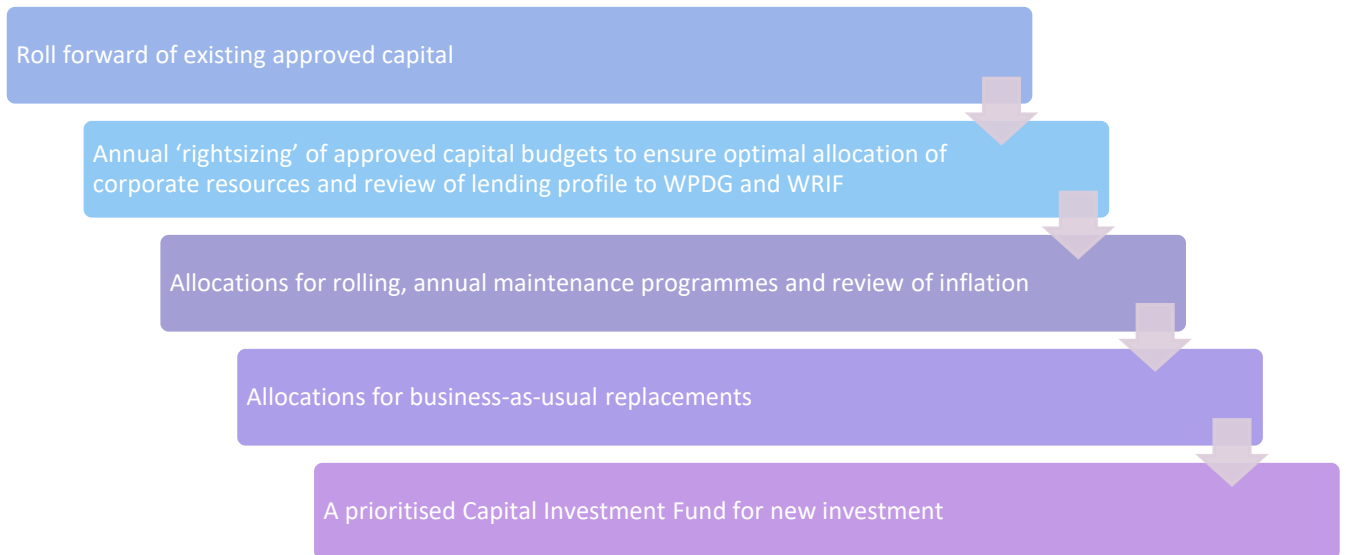 Roll forward of existing approved capital
Annual ‘rightsizing’ of approved capital budgets to ensure optimal allocation of
corporate resources and review of lending profile to WPDG and WRIF
Allocations for rolling, annual maintenance programmes and review of inflation
Allocations for business-as-usual replacements
A prioritised Capital Investment Fund for new investment